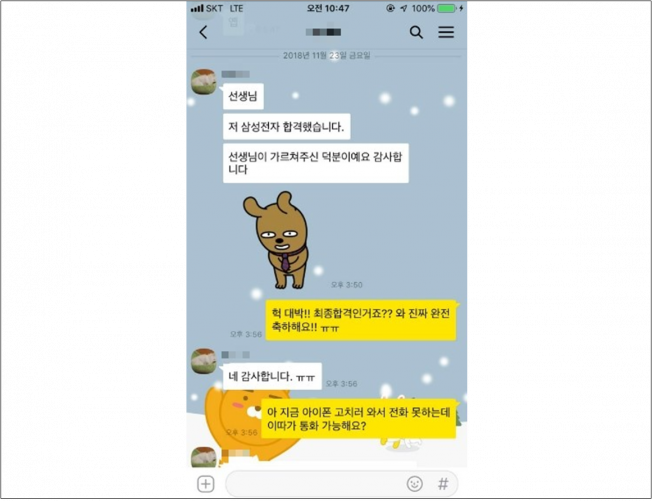 SKT LTE
오전 10:47
100%
2018년 11월 23일 금요일
선생님
저 삼성전자 합격했습니다.
선생님이 가르쳐주신 덕분이예요 감사합
니다
오후 3:50
헉 대박!! 최종합격인거죠?? 와 진짜 완전
축하해요!! ㅠㅠ
오후 3:56
네 감사합니다. ㅠㅠ
오후 3:56
아 지금 아이폰 고치러 와서 전화 못하는데
이따가 통화 가능해요?
오후 3:56
#